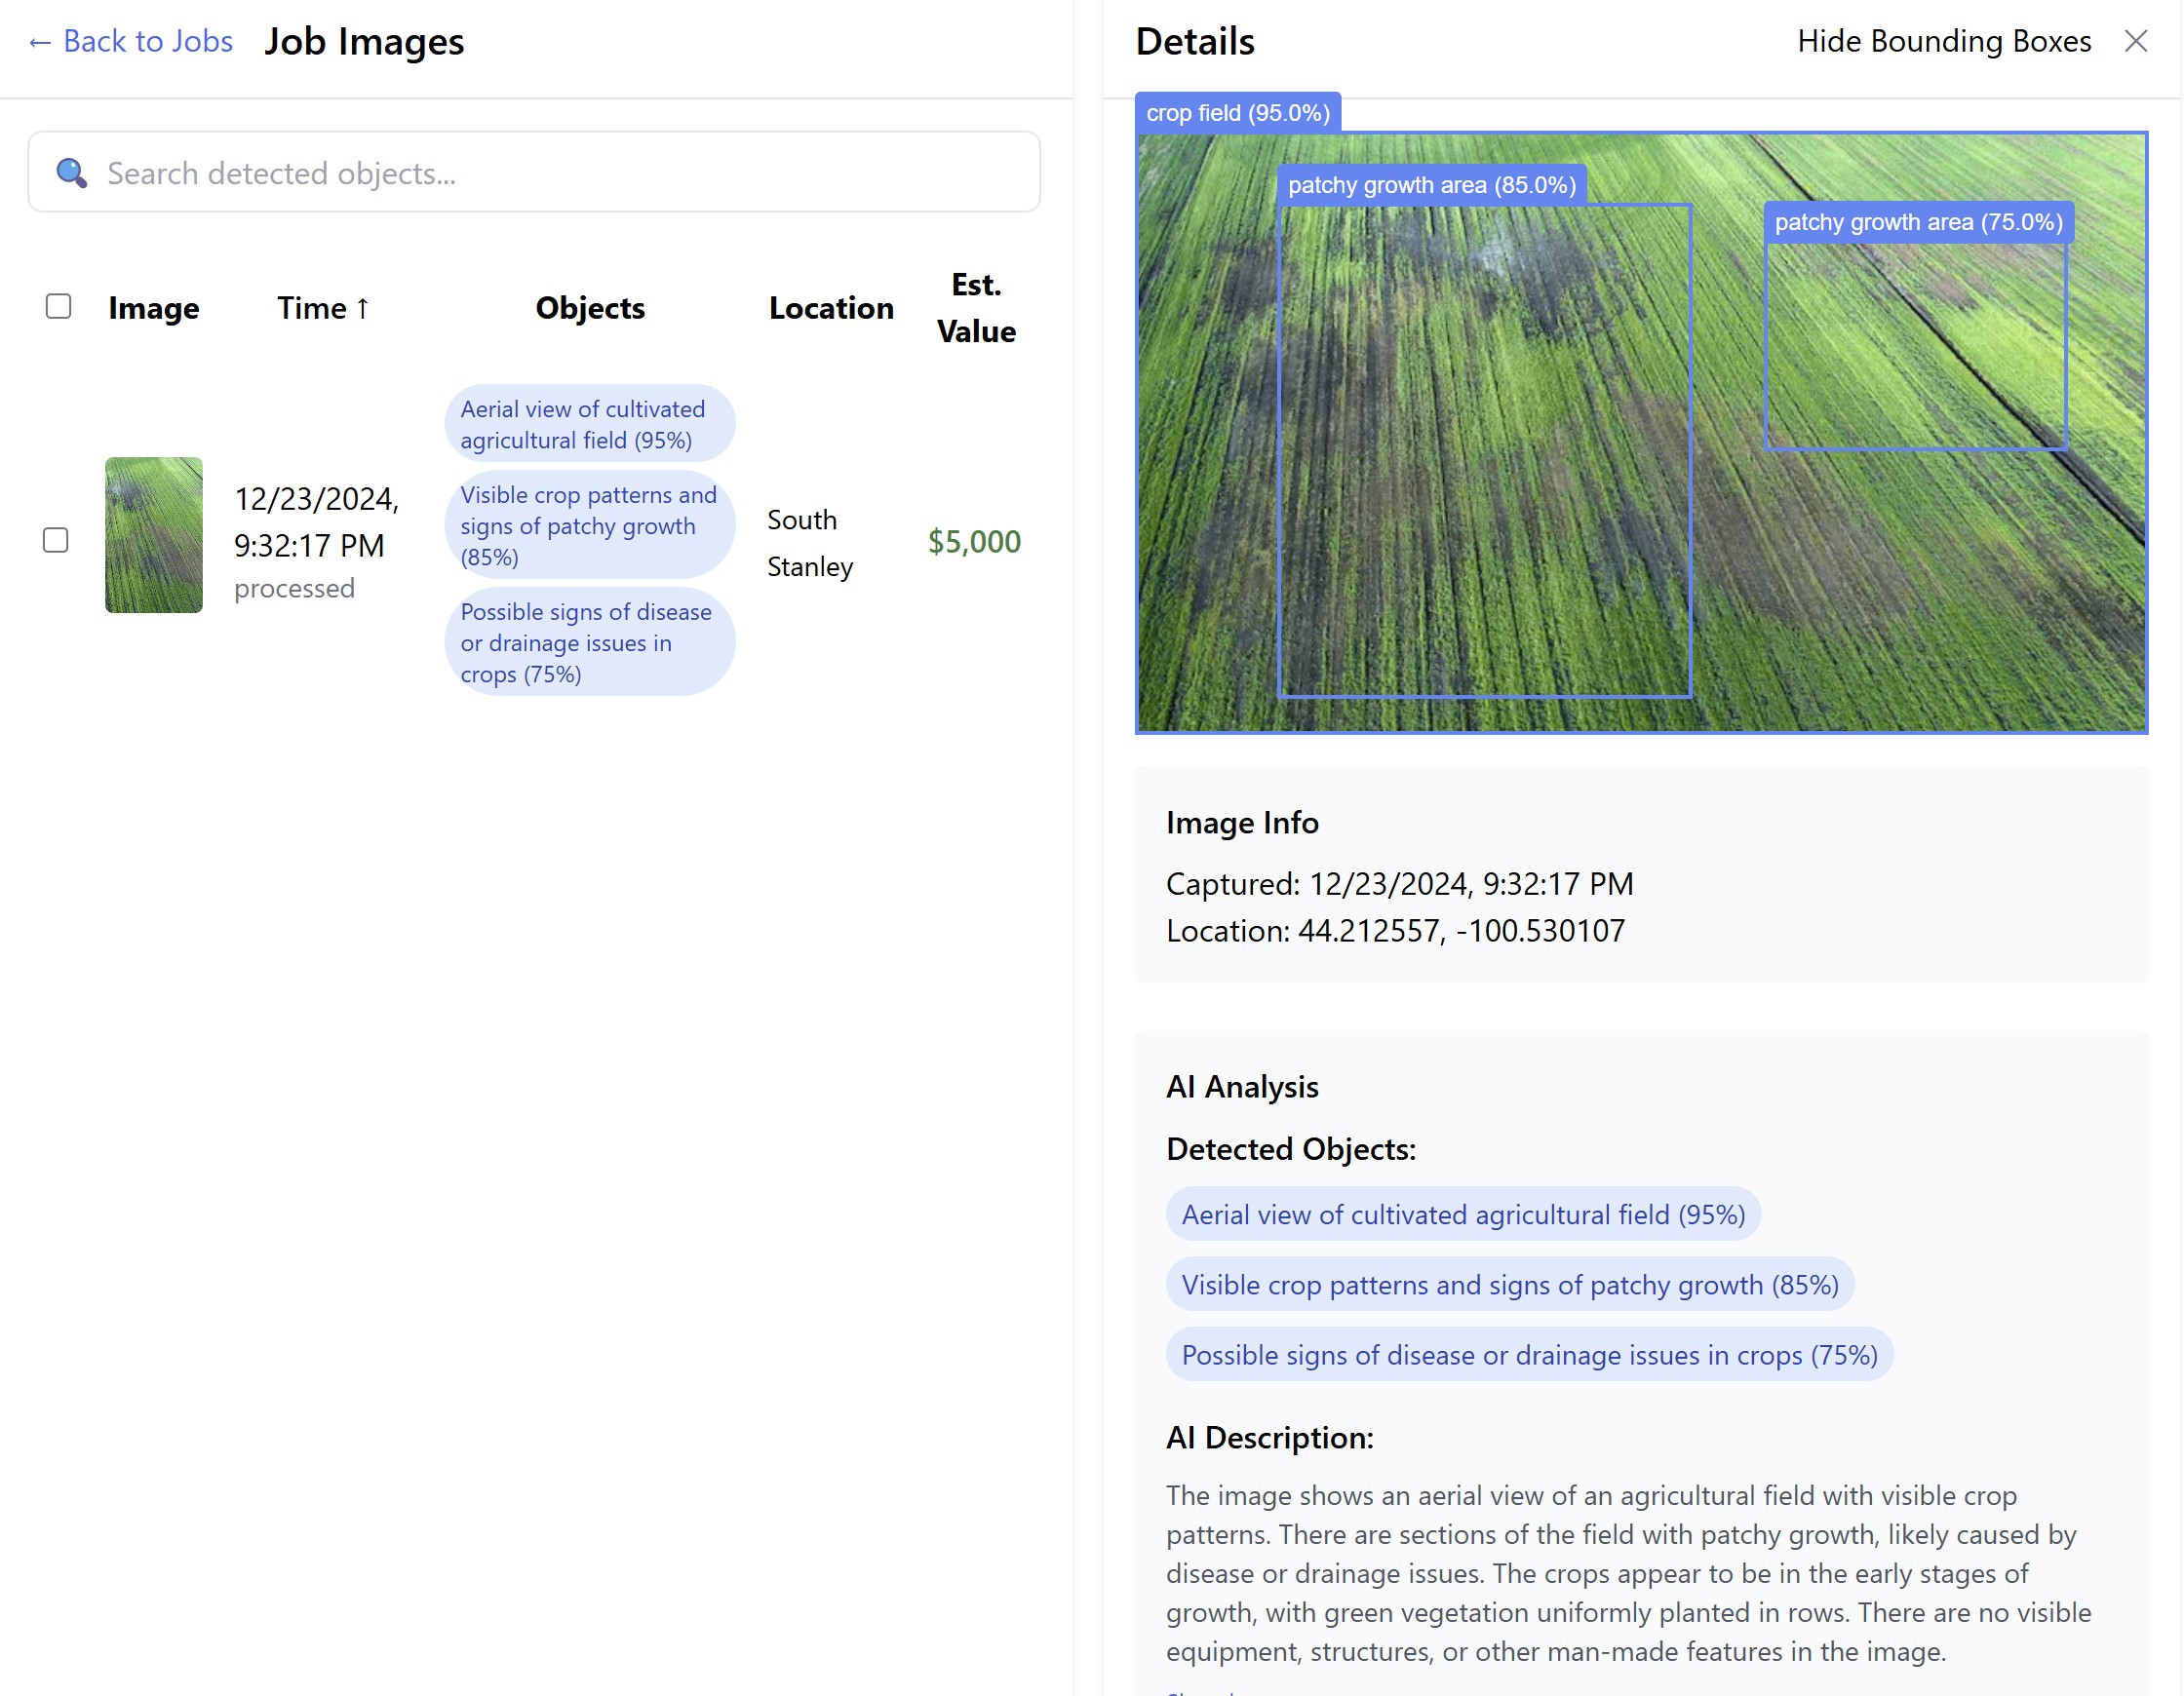 ← Back to Jobs
Job Images
Search detected objects...
Image
Time ↑
Objects
Location
Est.
Value
12/23/2024,
9:32:17 PM
processed
Aerial view of cultivated
agricultural field (95%)
Visible crop patterns and
signs of patchy growth
(85%)
Possible signs of disease
or drainage issues in
crops (75%)
South
Stanley
$5,000
Details
Hide Bounding Boxes
crop field (95.0%)
patchy growth area (85.0%)
patchy growth area (75.0%)
Image Info
Captured: 12/23/2024, 9:32:17 PM
Location: 44.212557, -100.530107
AI Analysis
Detected Objects:
Aerial view of cultivated agricultural field (95%)
Visible crop patterns and signs of patchy growth (85%)
Possible signs of disease or drainage issues in crops (75%)
AI Description:
The image shows an aerial view of an agricultural field with visible crop
patterns. There are sections of the field with patchy growth, likely caused by
disease or drainage issues. The crops appear to be in the early stages of
growth, with green vegetation uniformly planted in rows. There are no visible
equipment, structures, or other man-made features in the image.